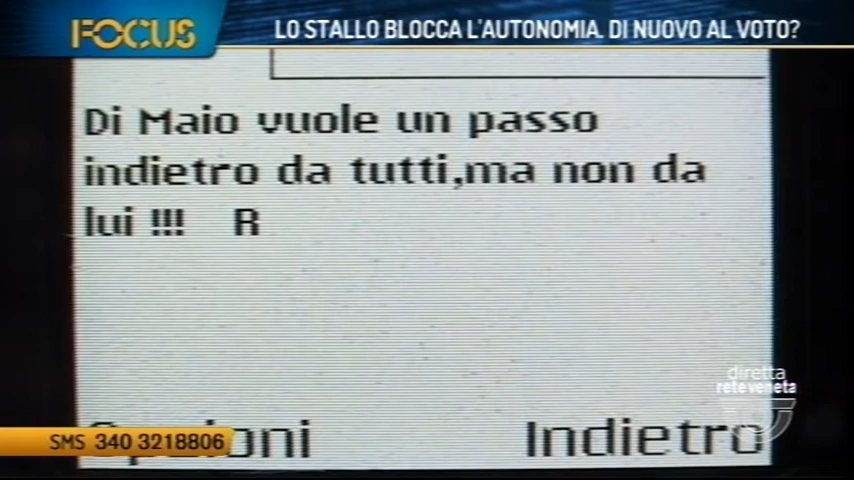 FOCUS
LO STALLO BLOCCA L'AUTONOMIA. DI NUOVO AL VOTO?
Di Maio vuole un passo
indietro da tutti,ma non da
lui !!! R
Indietro
SMS 340 3218806
diretta
reteveneta